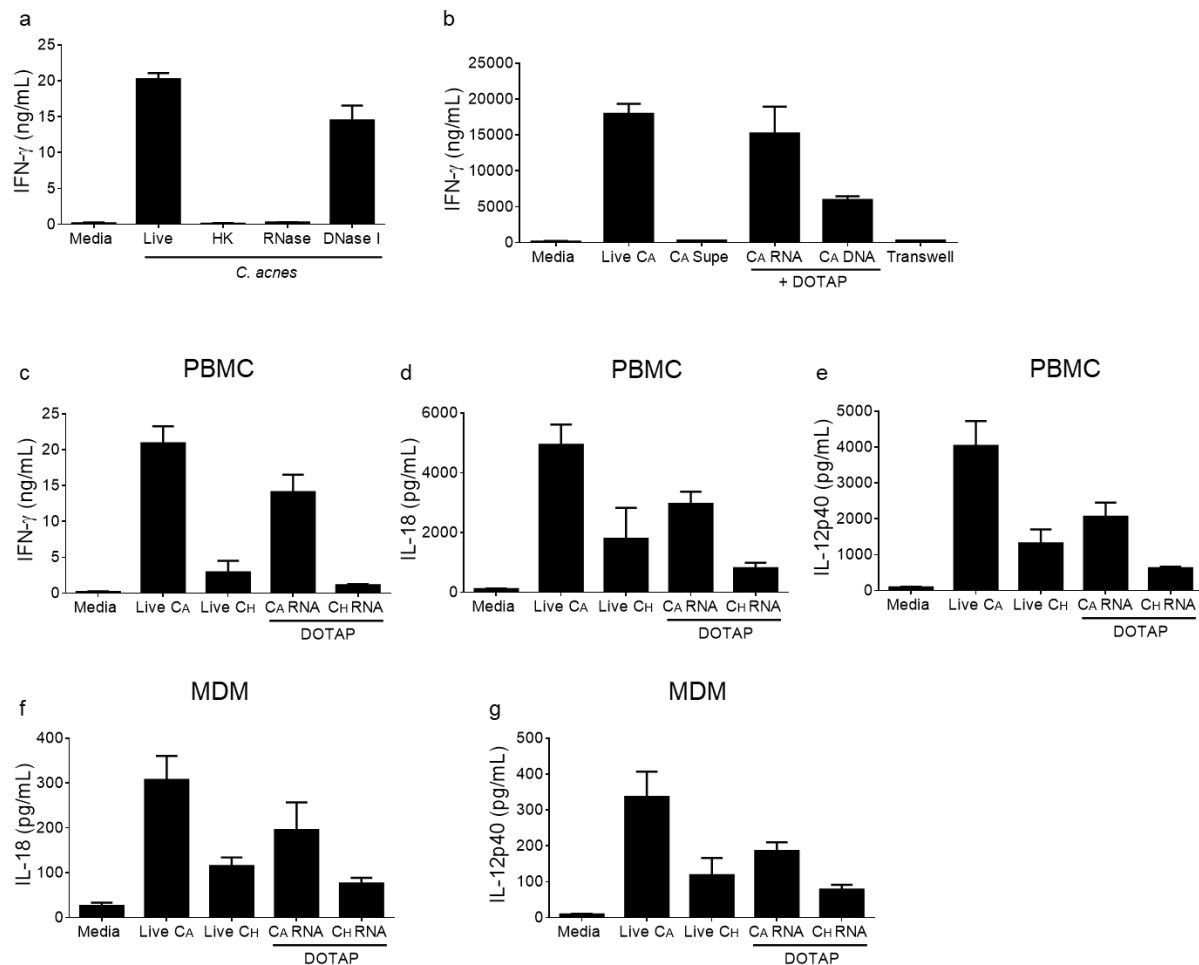 a
IFN-γ (ng/mL)
25
20
15
10
5
0
Media Live HK RNase DNase I
C. acnes
b
IFN-γ (ng/mL)
25000
20000
15000
10000
5000
0
Media Live CA CA Supe CA RNA CA DNA Transwell
+ DOTAP
c
PBMC
IFN-γ (ng/mL)
25
20
15
10
5
0
Media Live CA Live CH CA RNA CH RNA
DOTAP
d
PBMC
IL-18 (pg/mL)
6000
4000
2000
0
Media Live CA Live CH CA RNA CH RNA
DOTAP
e
PBMC
IL-12p40 (pg/mL)
5000
4000
3000
2000
1000
0
Media Live CA Live CH CA RNA CH RNA
DOTAP
f
MDM
IL-18 (pg/mL)
400
300
200
100
0
Media Live CA Live CH CA RNA CH RNA
DOTAP
g
MDM
IL-12p40 (pg/mL)
500
400
300
200
100
0
Media Live CA Live CH CA RNA CH RNA
DOTAP